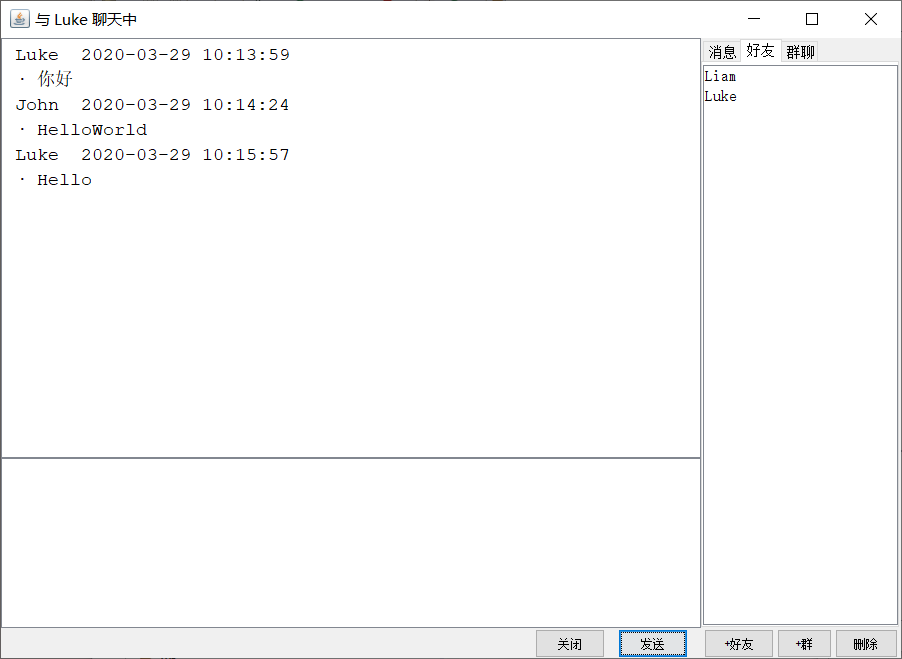 与 Luke 聊天中
Luke  2020-03-29 10:13:59
· 你好
John  2020-03-29 10:14:24
· HelloWorld
Luke  2020-03-29 10:15:57
· Hello
消息 好友 群聊
Liam
Luke
关闭 发送 +好友 +群 删除